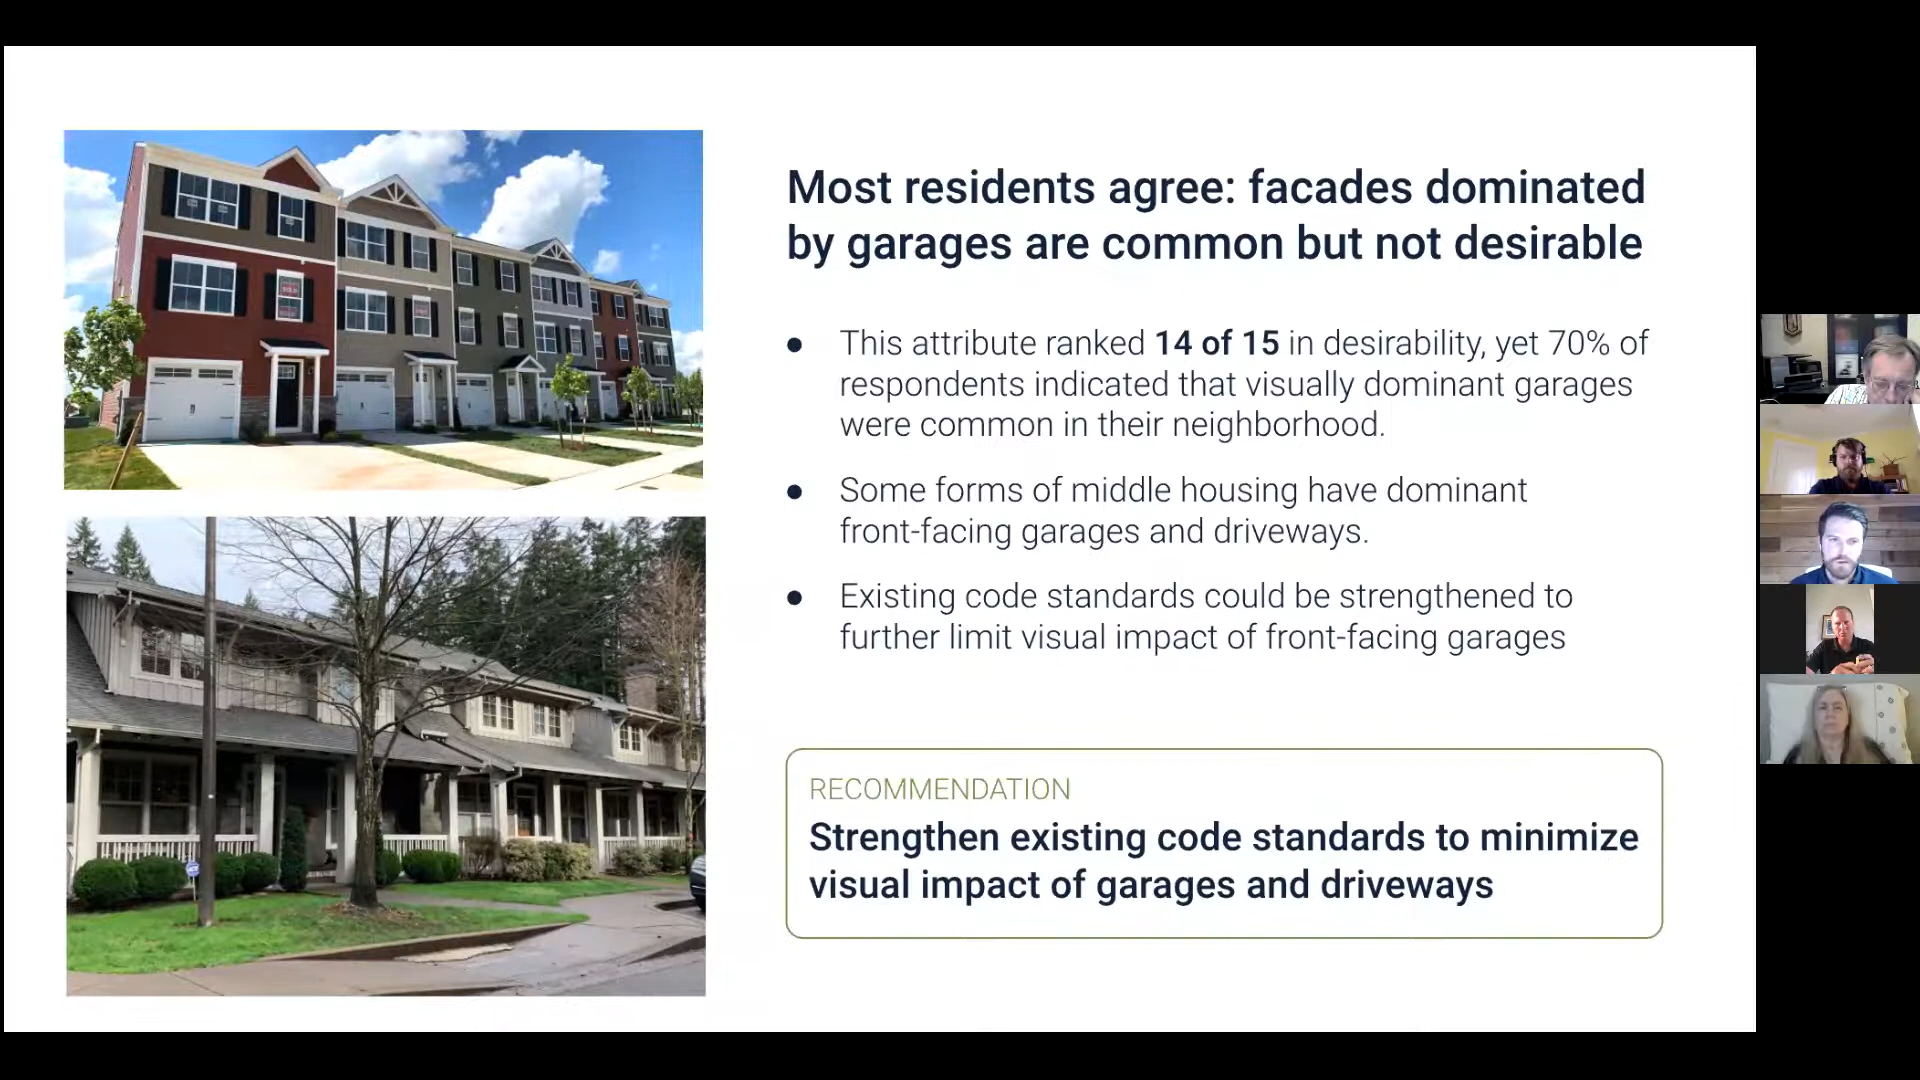 Most residents agree: facades dominated
by garages are common but not desirable
● This attribute ranked 14 of 15 in desirability, yet 70% of
respondents indicated that visually dominant garages
were common in their neighborhood.
● Some forms of middle housing have dominant
front-facing garages and driveways.
● Existing code standards could be strengthened to
further limit visual impact of front-facing garages
RECOMMENDATION
Strengthen existing code standards to minimize
visual impact of garages and driveways